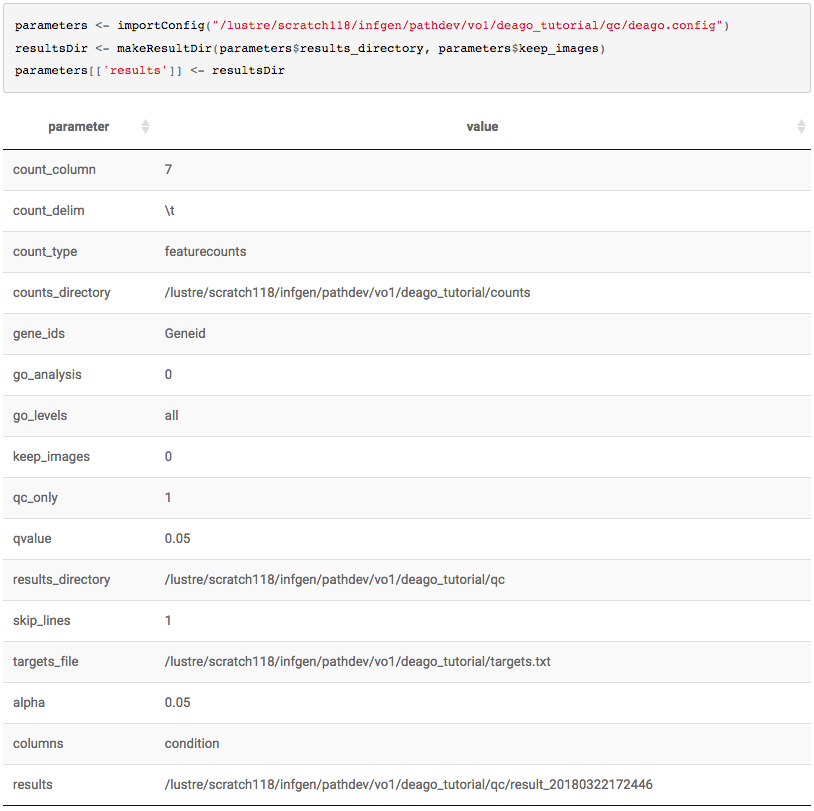 parameters <- importConfig("/lustre/scratch118/infgen/pathdev/vo1/deago_tutorial/qc/deago.config")
resultsDir <- makeResultDir(parameters$results_directory, parameters$keep_images)
parameters[['results']] <- resultsDir
parameter value
count_column 7
count_delim \t
count_type featurecounts
counts_directory /lustre/scratch118/infgen/pathdev/vo1/deago_tutorial/counts
gene_ids Geneid
go_analysis 0
go_levels all
keep_images 0
qc_only 1
qvalue 0.05
results_directory /lustre/scratch118/infgen/pathdev/vo1/deago_tutorial/qc
skip_lines 1
targets_file /lustre/scratch118/infgen/pathdev/vo1/deago_tutorial/targets.txt
alpha 0.05
columns condition
results /lustre/scratch118/infgen/pathdev/vo1/deago_tutorial/qc/result_20180322172446